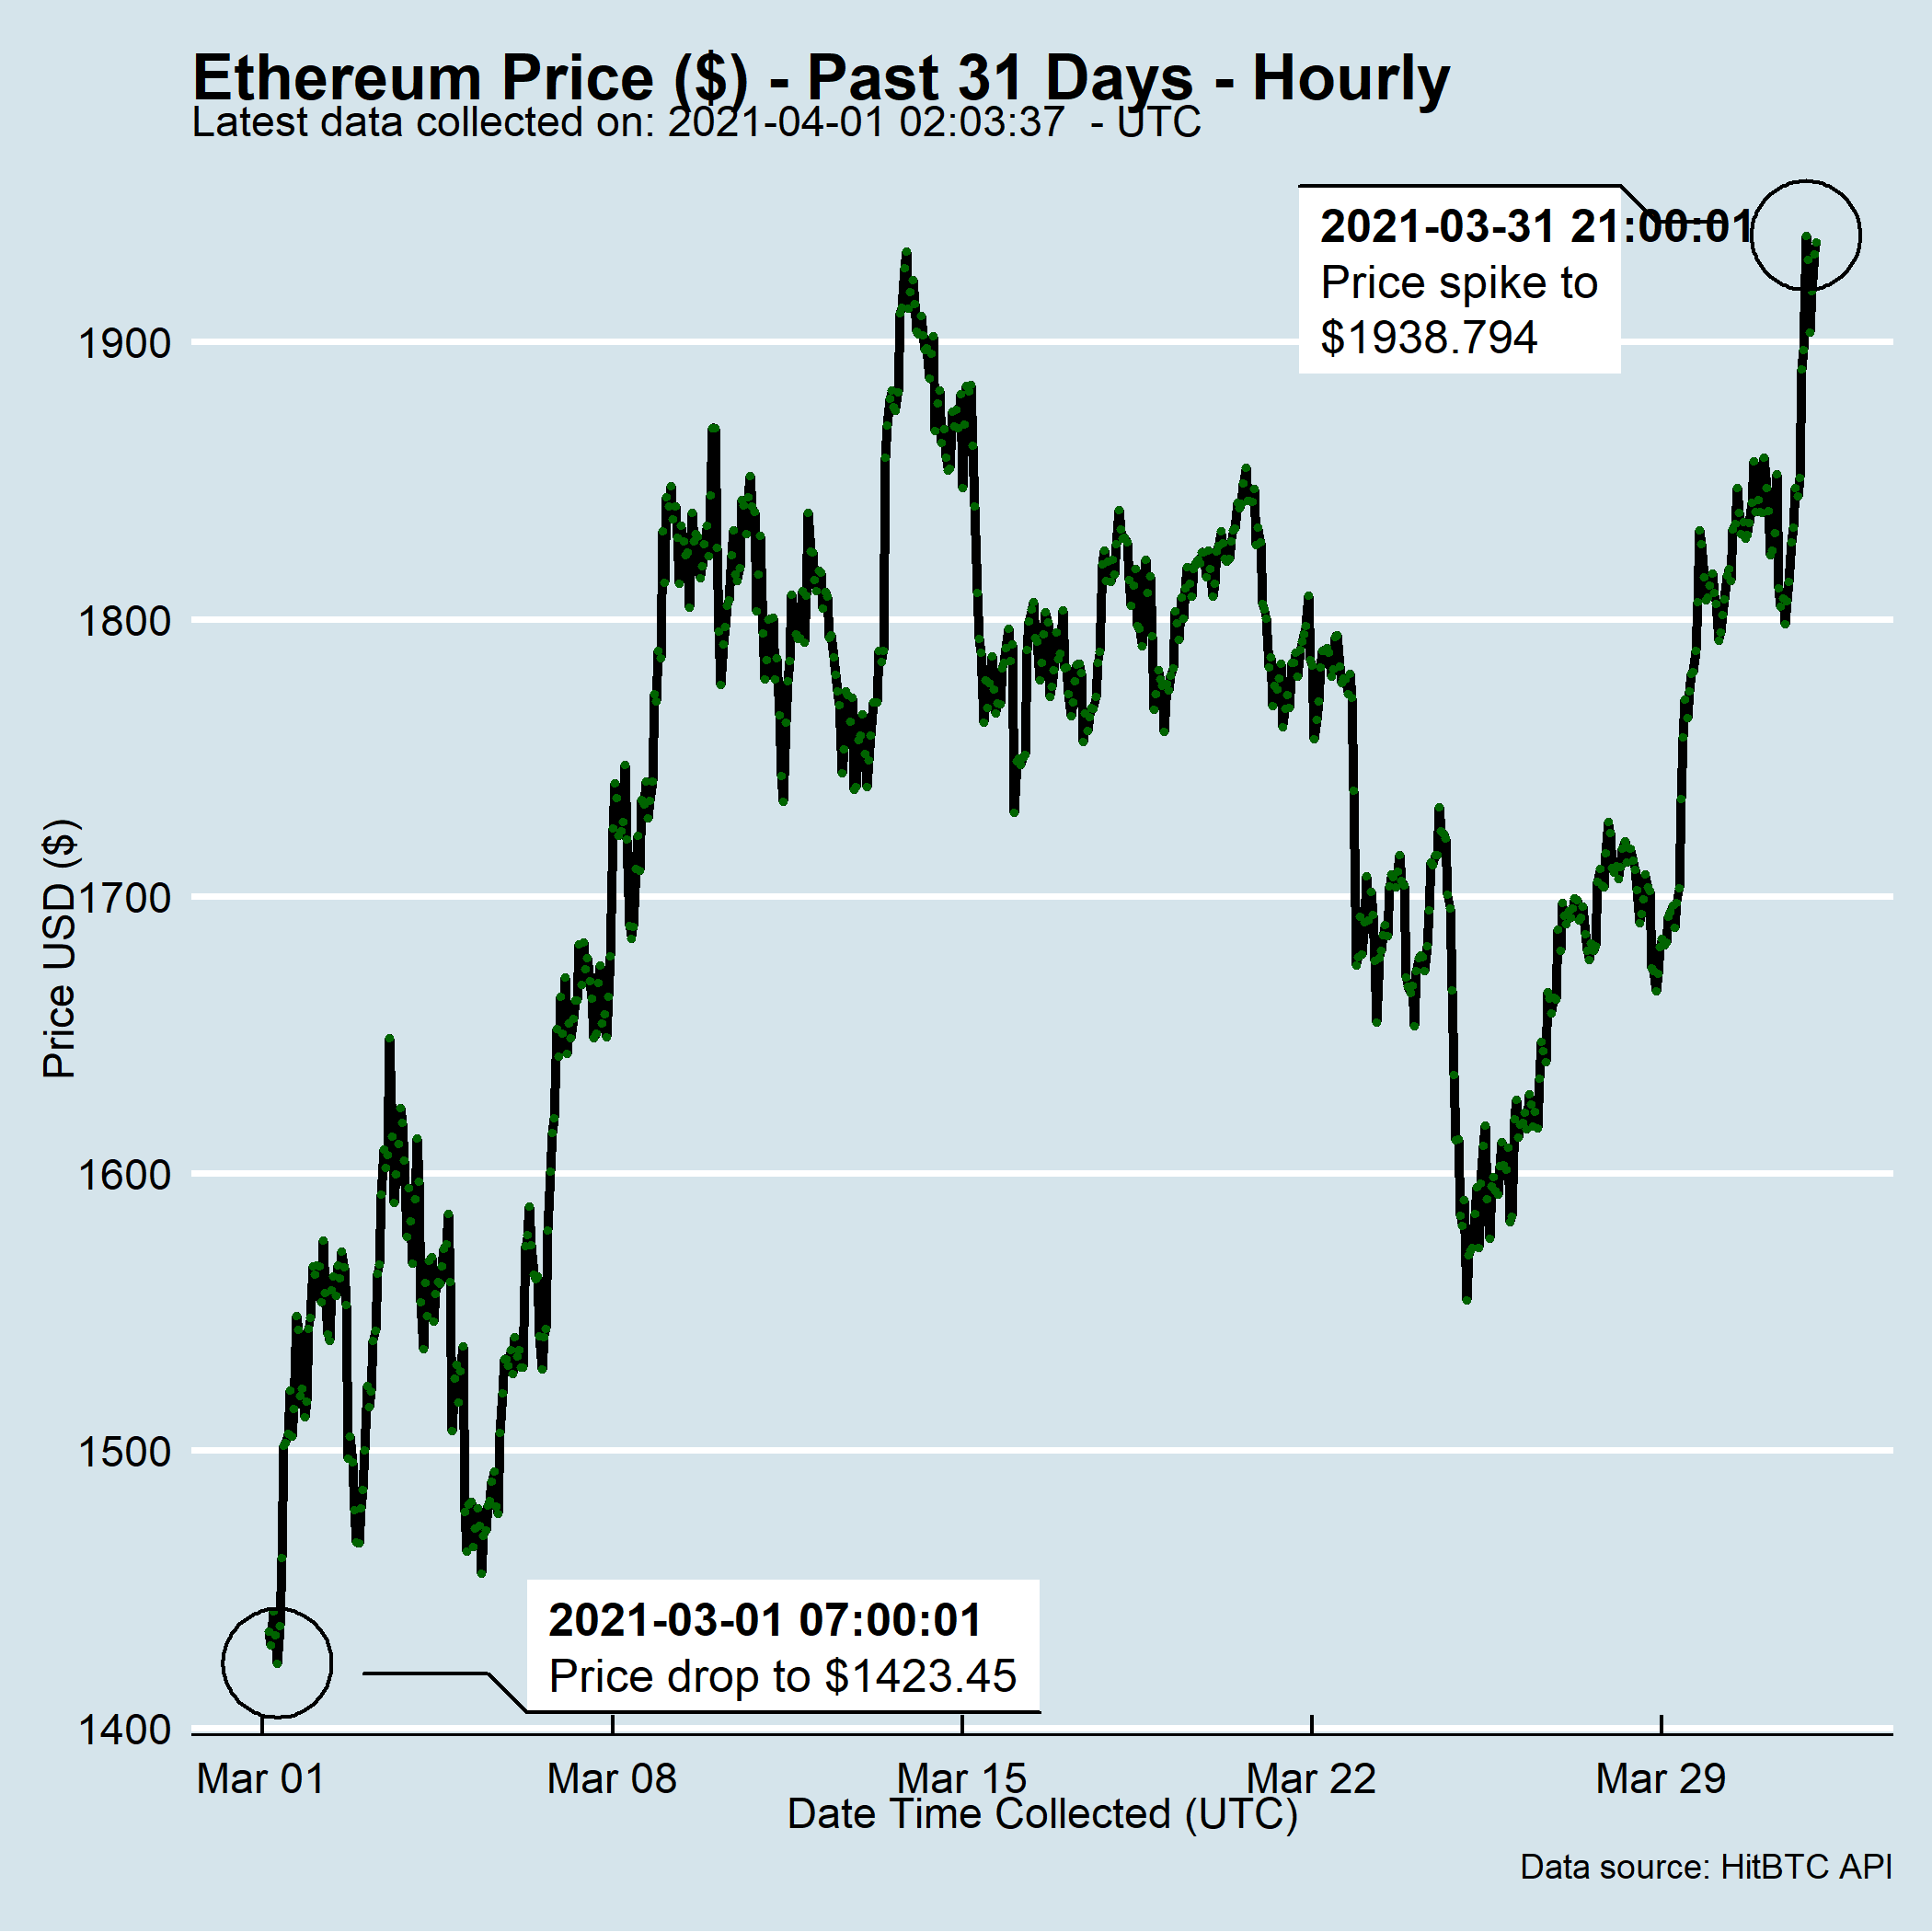 Ethereum Price ($) - Past 31 Days - Hourly
Latest data collected on: 2021-04-01 02:03:37  - UTC
2021-03-31 21:00:01
Price spike to
$1938.794
1900
1800
1700
1600
1500
1400
Price USD ($)
2021-03-01 07:00:01
Price drop to $1423.45
Mar 01
Mar 08
Mar 15
Mar 22
Mar 29
Date Time Collected (UTC)
Data source: HitBTC API